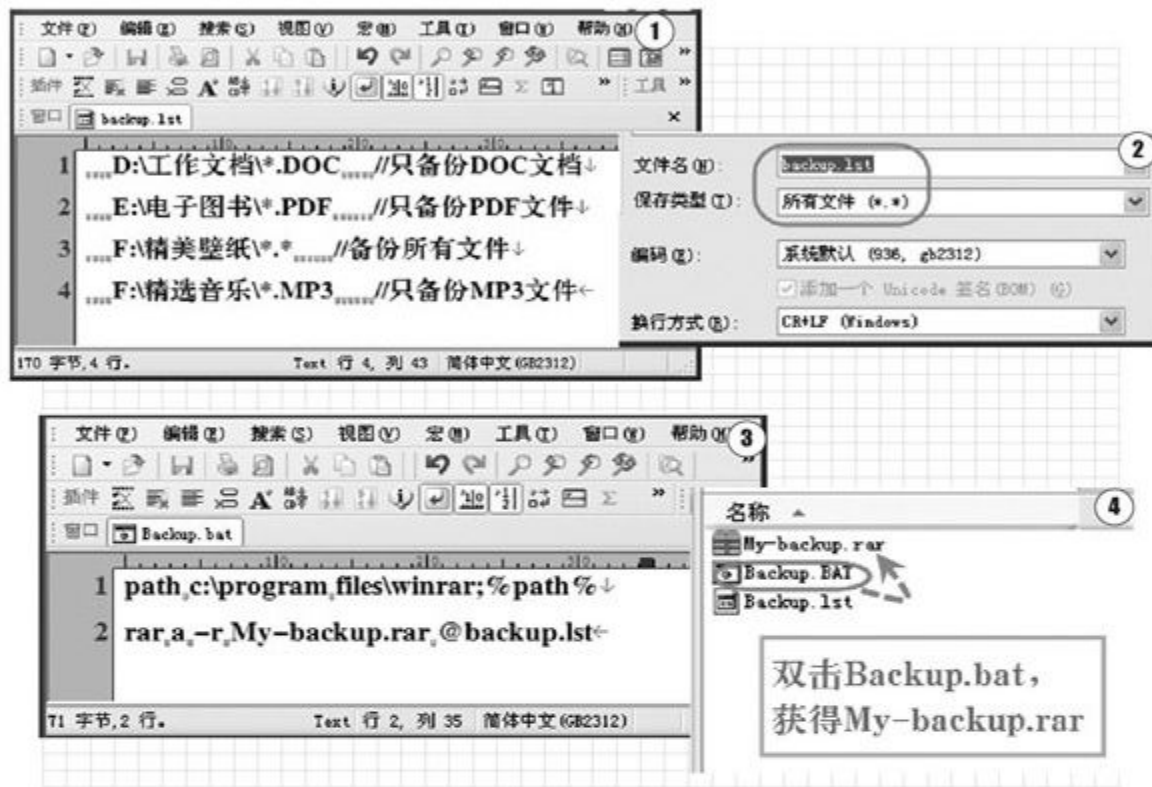 文件(F) 编辑(E) 搜索(S) 视图(V) 宏(M) 工具(T) 窗口(W) 帮助(H) 1
插件 工具
窗口 backup.lst
1 D:\工作文档\*.DOC //只备份DOC文档↓
2 E:\电子图书\*.PDF //只备份PDF文件↓
3 F:\精美壁纸\*.* //备份所有文件↓
4 F:\精选音乐\*.MP3 //只备份MP3文件←
170 字节,4 行。 Text 行 4, 列 43 简体中文(GB2312)
2
文件名(N): backup.lst
保存类型(T): 所有文件 (*.*)
编码(E): 系统默认 (936, gb2312)
添加一个 Unicode 签名(BOM) (G)
换行方式(B): CR+LF (Windows)
文件(F) 编辑(E) 搜索(S) 视图(V) 宏(M) 工具(T) 窗口(W) 帮助(H) 3
插件
窗口 Backup.bat
1 path c:\program files\winrar;%path%↓
2 rar a -r My-backup.rar @backup.lst←
71 字节,2 行。 Text 行 2, 列 35 简体中文(GB2312)
名称 4
My-backup.rar
Backup.BAT
Backup.lst
双击Backup.bat,
获得My-backup.rar